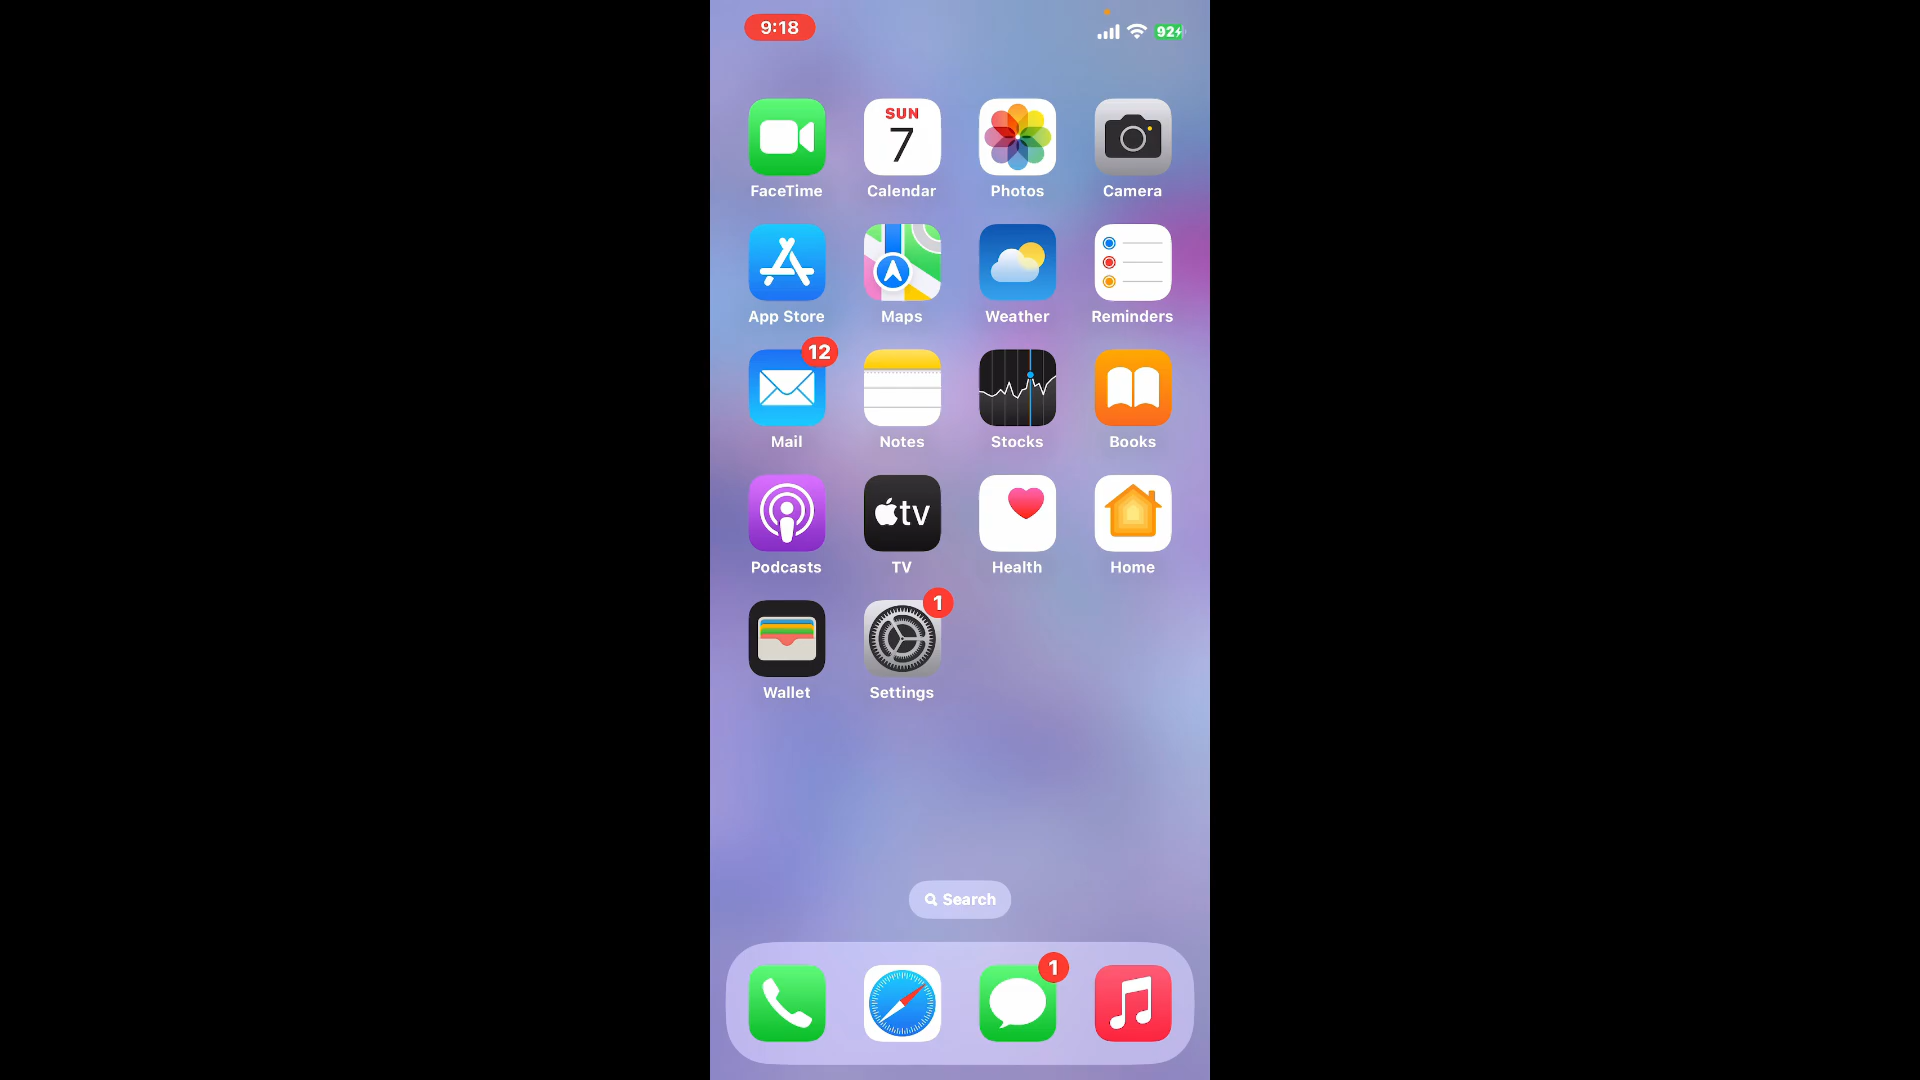 9:18
92
SUN
7
FaceTime Calendar Photos Camera
App Store Maps Weather Reminders
12
Mail Notes Stocks Books
tv
Podcasts TV Health Home
1
Wallet Settings
Search
1